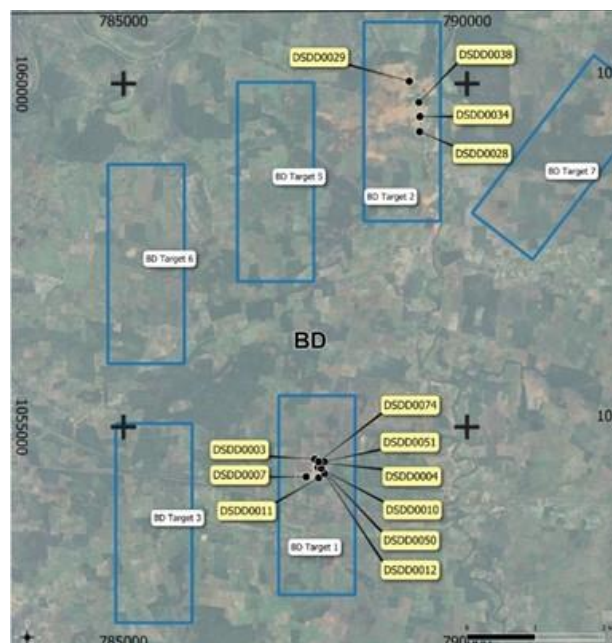 785000
790000
DSDD0029
DSDD0038
1060000
DSDD0034
DSDD0028
BD Target 5
BD Target 2
BD Target 7
BD Target 6
BD
1055000
DSDD0074
DSDD0003
DSDD0051
DSDD0007
DSDD0004
DSDD0011
DSDD0010
BD Target 3
BD Target 1
DSDD0050
DSDD0012
785000
790000